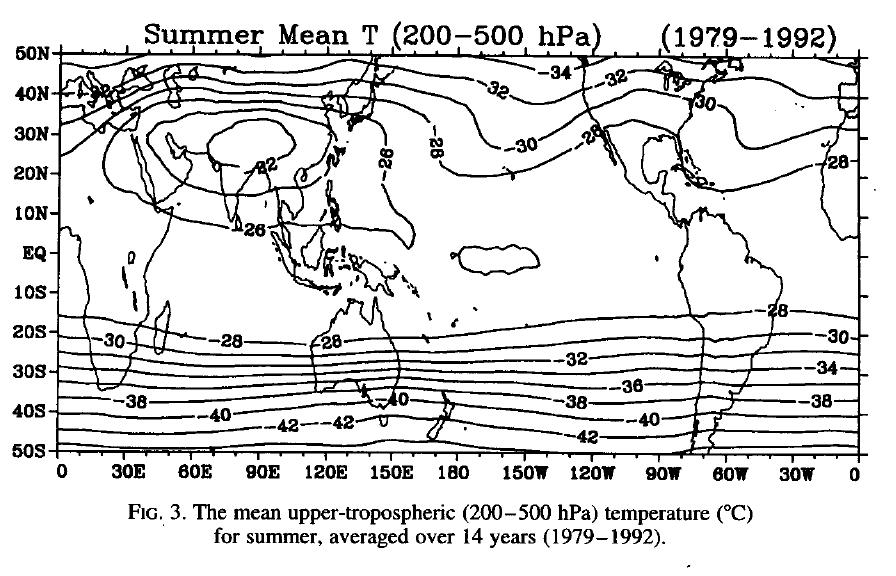 Summer Mean T (200-500 hPa) (1979-1992)
50N
40N
30N
20N
10N
EQ
10S
20S
30S
40S
50S
-34
-32
-32
-32
-30
-30
-28
-28
-28
-26
-22
-26
-28
-30
-28
-28
-30
-32
-34
-36
-38
-38
-38
-40
-40
-40
-42
-42
-42
0 30E 60E 90E 120E 150E 180 150W 120W 90W 60W 30W 0
FIG. 3. The mean upper-tropospheric (200–500 hPa) temperature (°C)
for summer, averaged over 14 years (1979–1992).